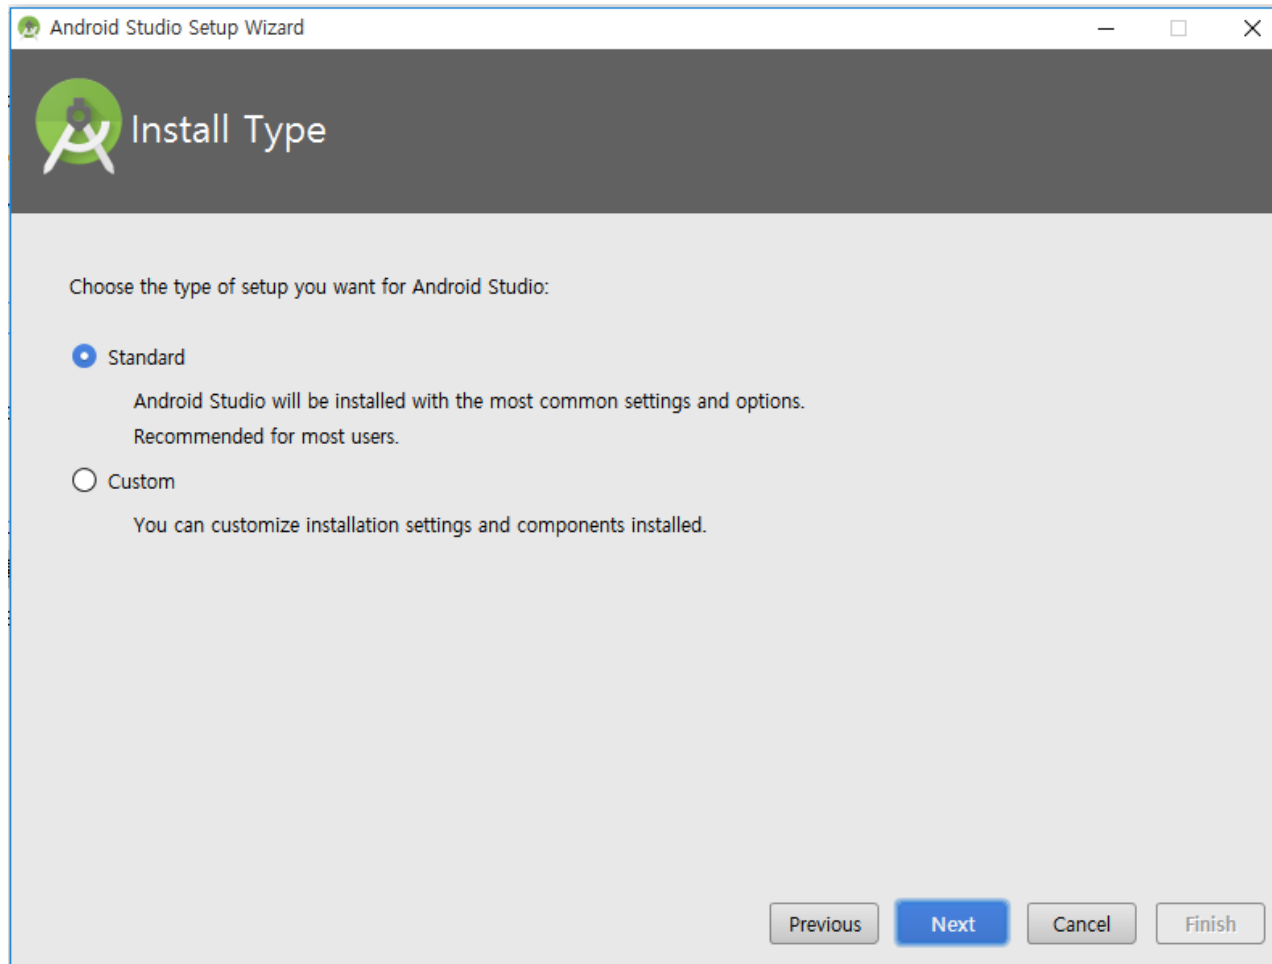 Android Studio Setup Wizard
Install Type
Choose the type of setup you want for Android Studio:
Standard
Android Studio will be installed with the most common settings and options.
Recommended for most users.
Custom
You can customize installation settings and components installed.
Previous
Next
Cancel
Finish